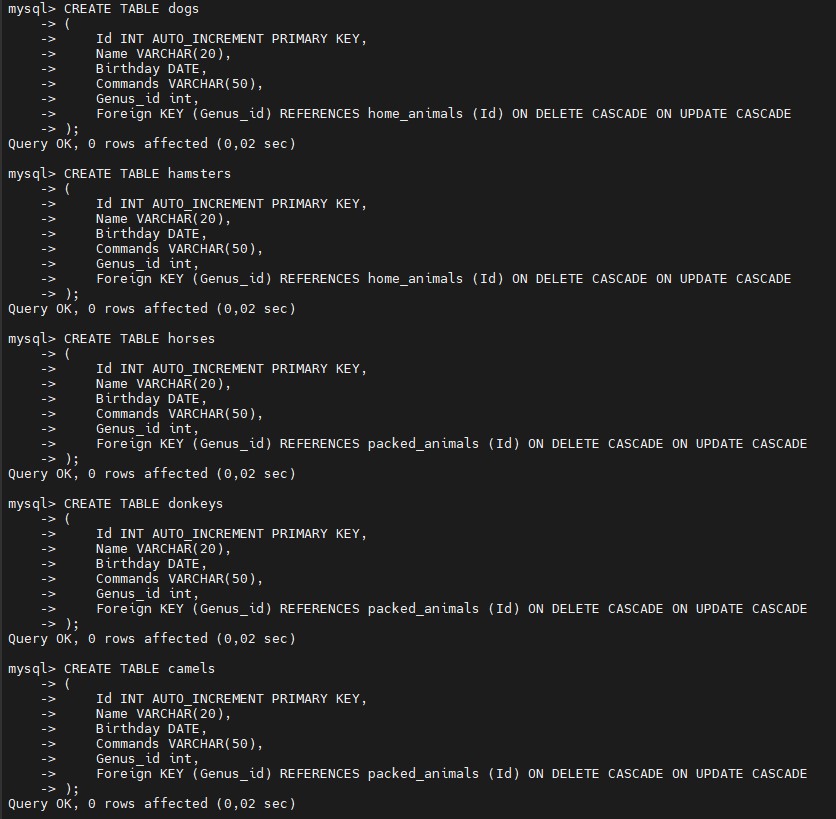 mysql> CREATE TABLE dogs
    -> (
    ->     Id INT AUTO_INCREMENT PRIMARY KEY,
    ->     Name VARCHAR(20),
    ->     Birthday DATE,
    ->     Commands VARCHAR(50),
    ->     Genus_id int,
    ->     Foreign KEY (Genus_id) REFERENCES home_animals (Id) ON DELETE CASCADE ON UPDATE CASCADE
    -> );
Query OK, 0 rows affected (0,02 sec)

mysql> CREATE TABLE hamsters
    -> (
    ->     Id INT AUTO_INCREMENT PRIMARY KEY,
    ->     Name VARCHAR(20),
    ->     Birthday DATE,
    ->     Commands VARCHAR(50),
    ->     Genus_id int,
    ->     Foreign KEY (Genus_id) REFERENCES home_animals (Id) ON DELETE CASCADE ON UPDATE CASCADE
    -> );
Query OK, 0 rows affected (0,02 sec)

mysql> CREATE TABLE horses
    -> (
    ->     Id INT AUTO_INCREMENT PRIMARY KEY,
    ->     Name VARCHAR(20),
    ->     Birthday DATE,
    ->     Commands VARCHAR(50),
    ->     Genus_id int,
    ->     Foreign KEY (Genus_id) REFERENCES packed_animals (Id) ON DELETE CASCADE ON UPDATE CASCADE
    -> );
Query OK, 0 rows affected (0,02 sec)

mysql> CREATE TABLE donkeys
    -> (
    ->     Id INT AUTO_INCREMENT PRIMARY KEY,
    ->     Name VARCHAR(20),
    ->     Birthday DATE,
    ->     Commands VARCHAR(50),
    ->     Genus_id int,
    ->     Foreign KEY (Genus_id) REFERENCES packed_animals (Id) ON DELETE CASCADE ON UPDATE CASCADE
    -> );
Query OK, 0 rows affected (0,02 sec)

mysql> CREATE TABLE camels
    -> (
    ->     Id INT AUTO_INCREMENT PRIMARY KEY,
    ->     Name VARCHAR(20),
    ->     Birthday DATE,
    ->     Commands VARCHAR(50),
    ->     Genus_id int,
    ->     Foreign KEY (Genus_id) REFERENCES packed_animals (Id) ON DELETE CASCADE ON UPDATE CASCADE
    -> );
Query OK, 0 rows affected (0,02 sec)